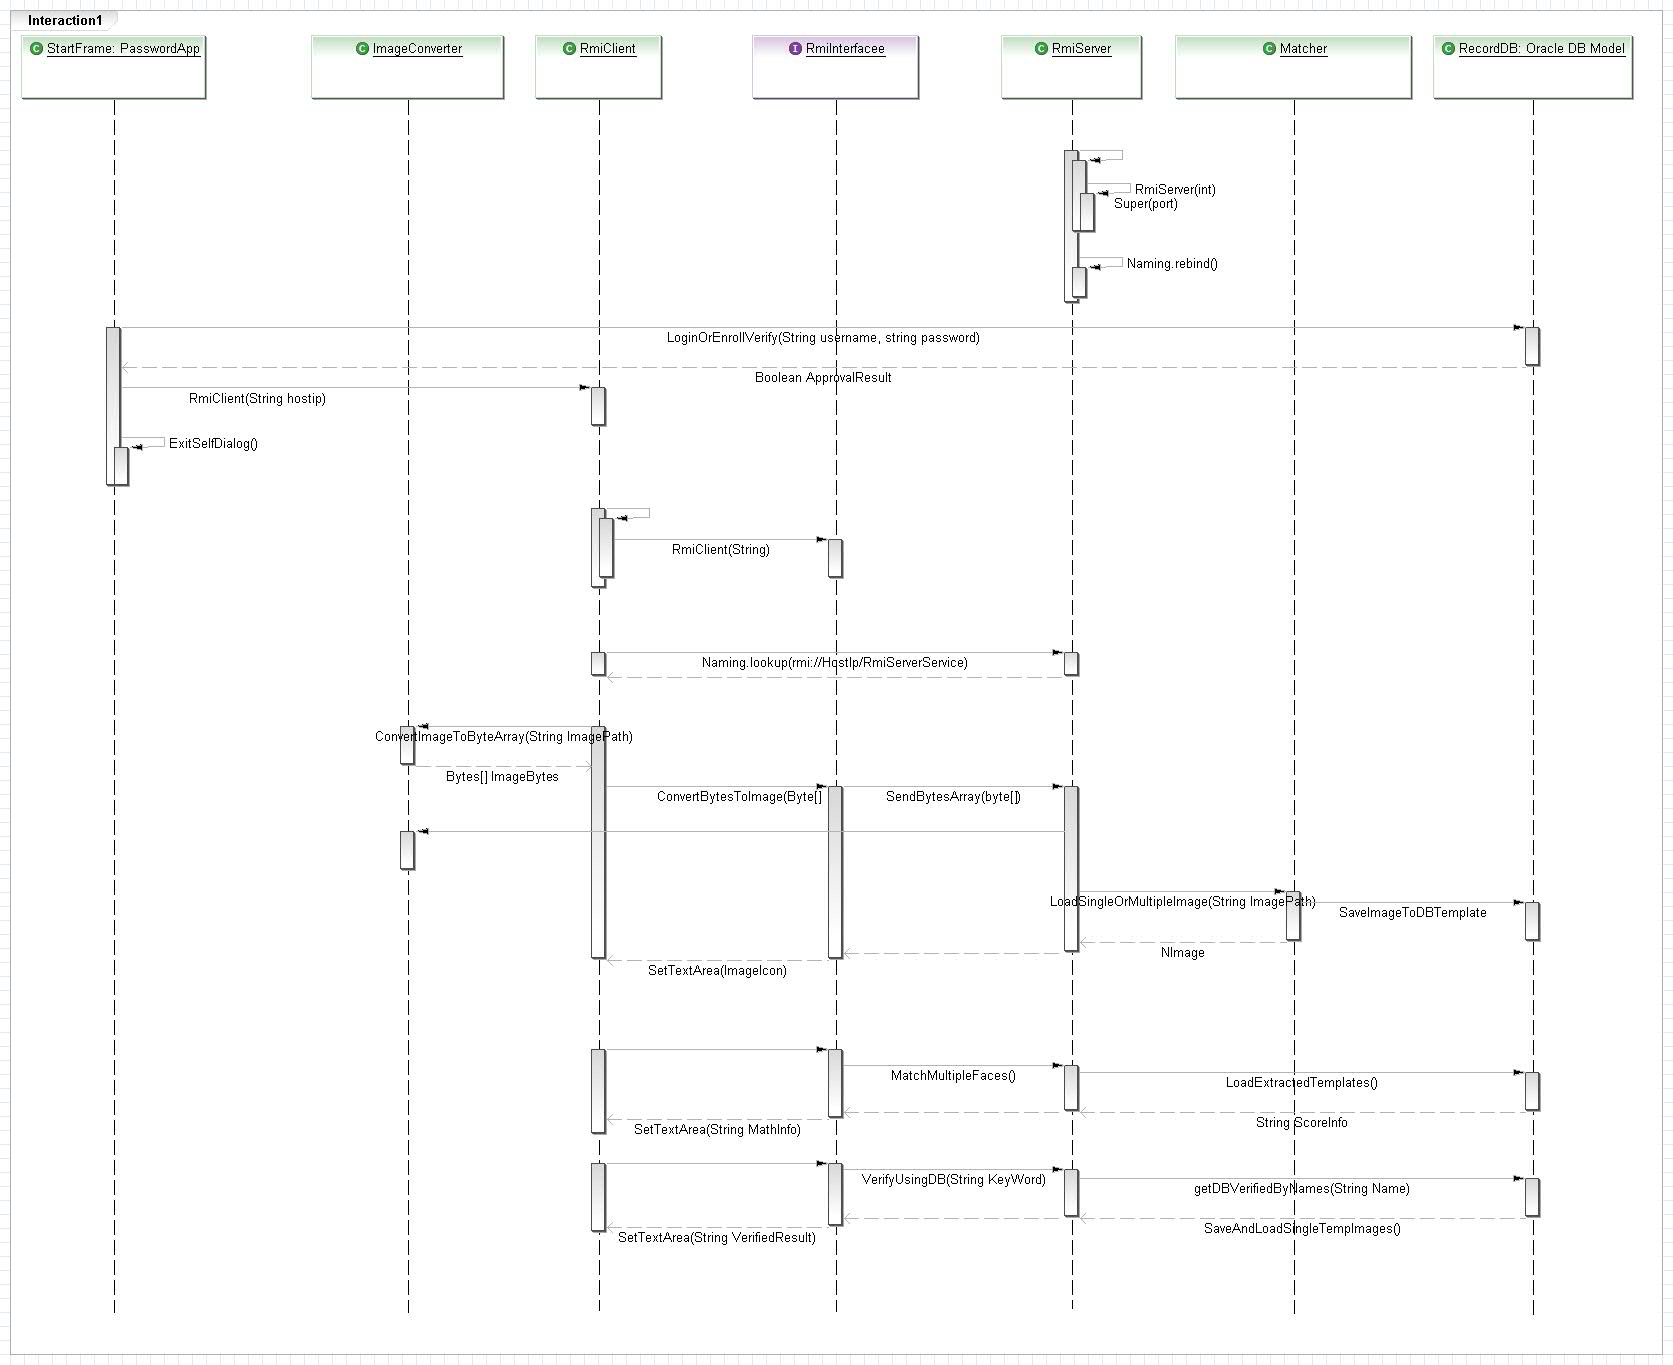 Interaction1
C StartFrame: PasswordApp
C ImageConverter
C RmiClient
I RmiInterfacee
C RmiServer
C Matcher
C RecordDB: Oracle DB Model
RmiServer(int)
Super(port)
Naming.rebind()
LoginOrEnrollVerify(String username, string password)
Boolean ApprovalResult
RmiClient(String hostip)
ExitSelfDialog()
RmiClient(String)
Naming.lookup(rmi://HostIp/RmiServerService)
ConvertImageToByteArray(String ImagePath)
Bytes[] ImageBytes
ConvertBytesToImage(Byte[]
SendBytesArray(byte[])
LoadSingleOrMultipleImage(String ImagePath)
SaveImageToDBTemplate
NImage
SetTextArea(ImageIcon)
MatchMultipleFaces()
LoadExtractedTemplates()
String ScoreInfo
SetTextArea(String MathInfo)
VerifyUsingDB(String KeyWord)
getDBVerifiedByNames(String Name)
SaveAndLoadSingleTempImages()
SetTextArea(String VerifiedResult)